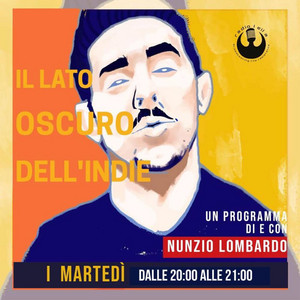 IL LATO
OSCURO
DELL'INDIE
UN PROGRAMMA
DI E CON
NUNZIO LOMBARDO
I MARTEDÌ
DALLE 20:00 ALLE 21:00